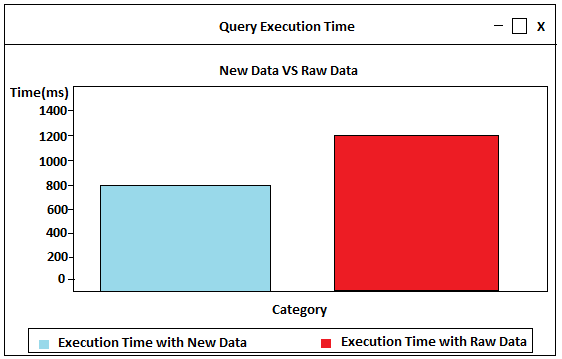 Query Execution Time
– X
New Data VS Raw Data
Time(ms)
1400
1200
1000
800
600
400
200
0
Category
Execution Time with New Data
Execution Time with Raw Data